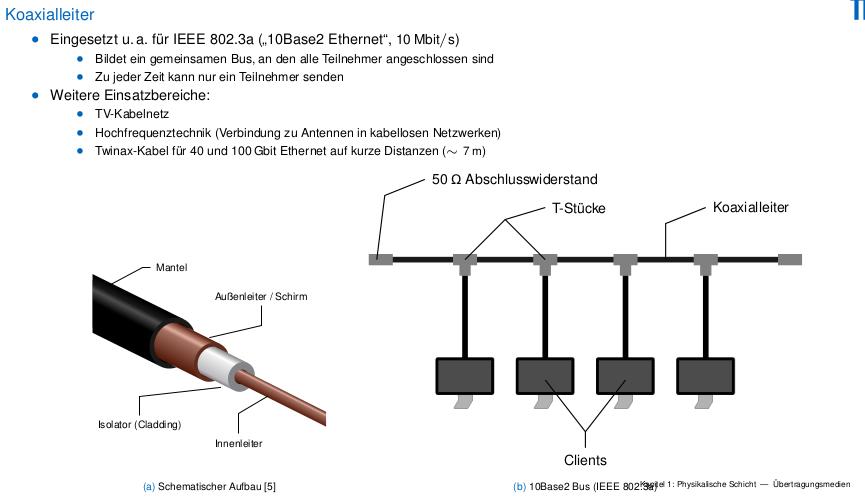 Koaxialleiter
Eingesetzt u. a. für IEEE 802.3a („10Base2 Ethernet“, 10 Mbit/s)
Bildet ein gemeinsamen Bus, an den alle Teilnehmer angeschlossen sind
Zu jeder Zeit kann nur ein Teilnehmer senden
Weitere Einsatzbereiche:
TV-Kabelnetz
Hochfrequenztechnik (Verbindung zu Antennen in kabellosen Netzwerken)
Twinax-Kabel für 40 und 100 Gbit Ethernet auf kurze Distanzen (∼ 7 m)
Mantel
Außenleiter / Schirm
Isolator (Cladding)
Innenleiter
(a) Schematischer Aufbau [5]
50 Ω Abschlusswiderstand
T-Stücke
Koaxialleiter
Clients
(b) 10Base2 Bus (IEEE 802.3a)
Kapitel 1: Physikalische Schicht — Übertragungsmedien